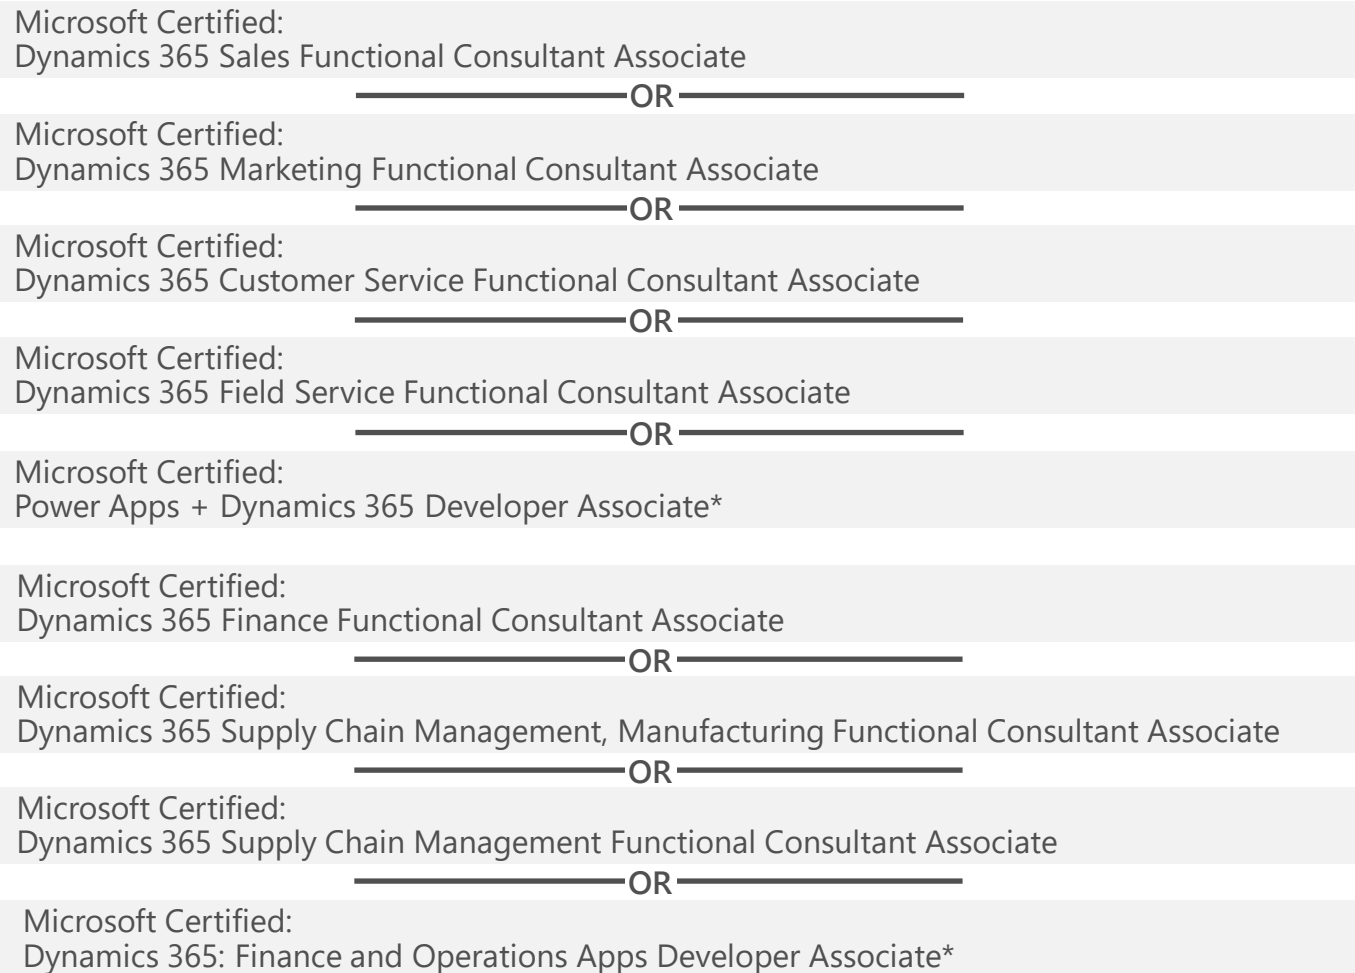 Microsoft Certified:
Dynamics 365 Sales Functional Consultant Associate
OR
Microsoft Certified:
Dynamics 365 Marketing Functional Consultant Associate
OR
Microsoft Certified:
Dynamics 365 Customer Service Functional Consultant Associate
OR
Microsoft Certified:
Dynamics 365 Field Service Functional Consultant Associate
OR
Microsoft Certified:
Power Apps + Dynamics 365 Developer Associate*
Microsoft Certified:
Dynamics 365 Finance Functional Consultant Associate
OR
Microsoft Certified:
Dynamics 365 Supply Chain Management, Manufacturing Functional Consultant Associate
OR
Microsoft Certified:
Dynamics 365 Supply Chain Management Functional Consultant Associate
OR
Microsoft Certified:
Dynamics 365: Finance and Operations Apps Developer Associate*